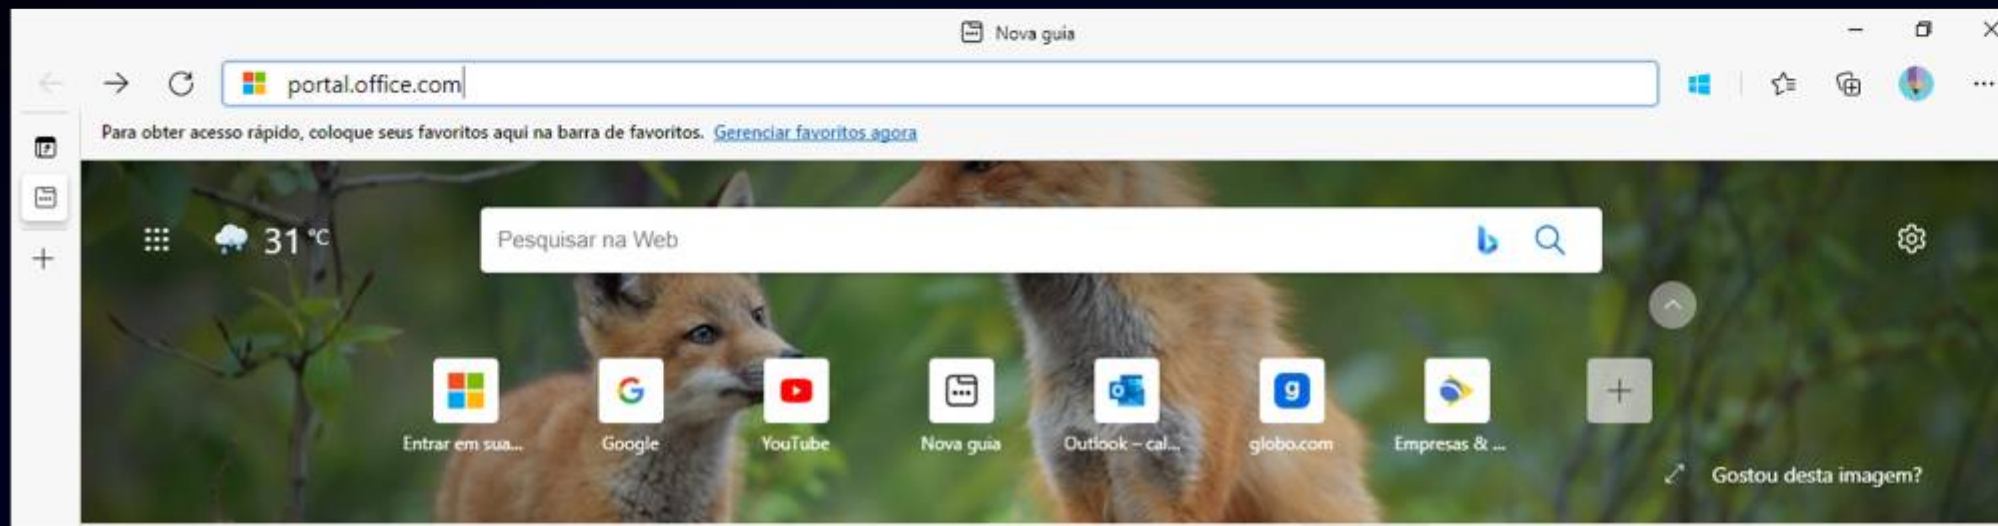 Nova guia
portal.office.com
Para obter acesso rápido, coloque seus favoritos aqui na barra de favoritos. Gerenciar favoritos agora
31 °C
Pesquisar na Web
Entrar em sua... Google YouTube Nova guia Outlook – cal... globo.com Empresas & ...
Gostou desta imagem?